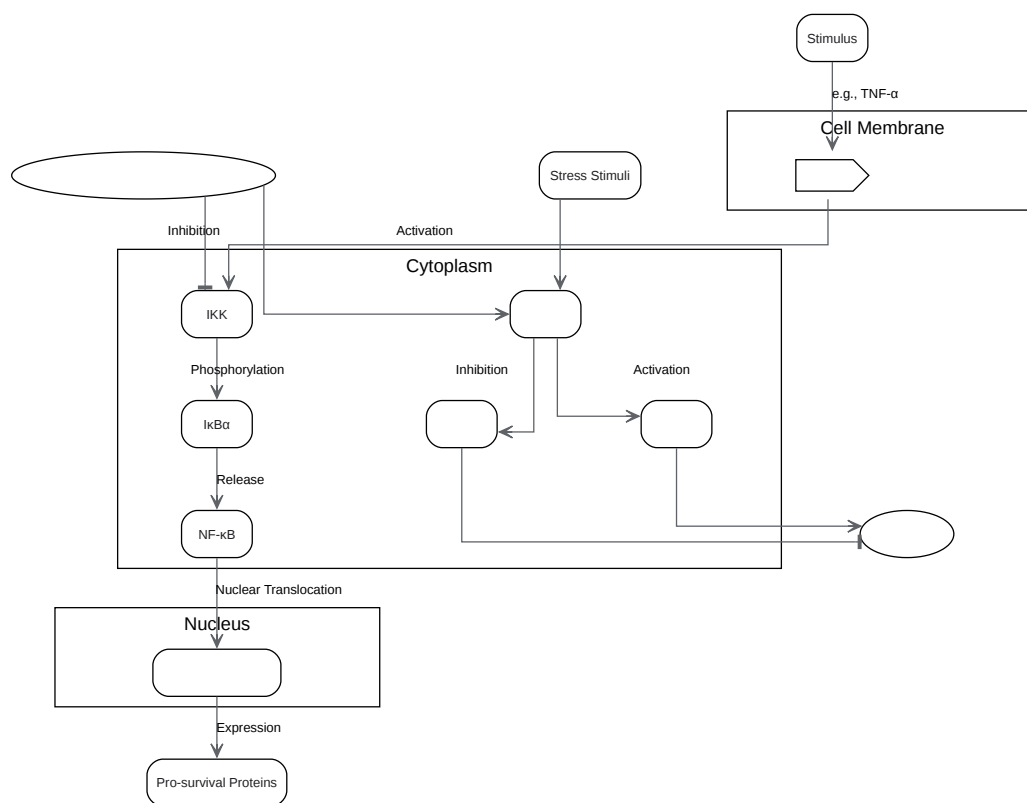 Stimulus
e.g., TNF-α
Cell Membrane
Stress Stimuli
Inhibition
Activation
Cytoplasm
IKK
Phosphorylation
Inhibition
Activation
IκBα
Release
NF-κB
Nuclear Translocation
Nucleus
Expression
Pro-survival Proteins